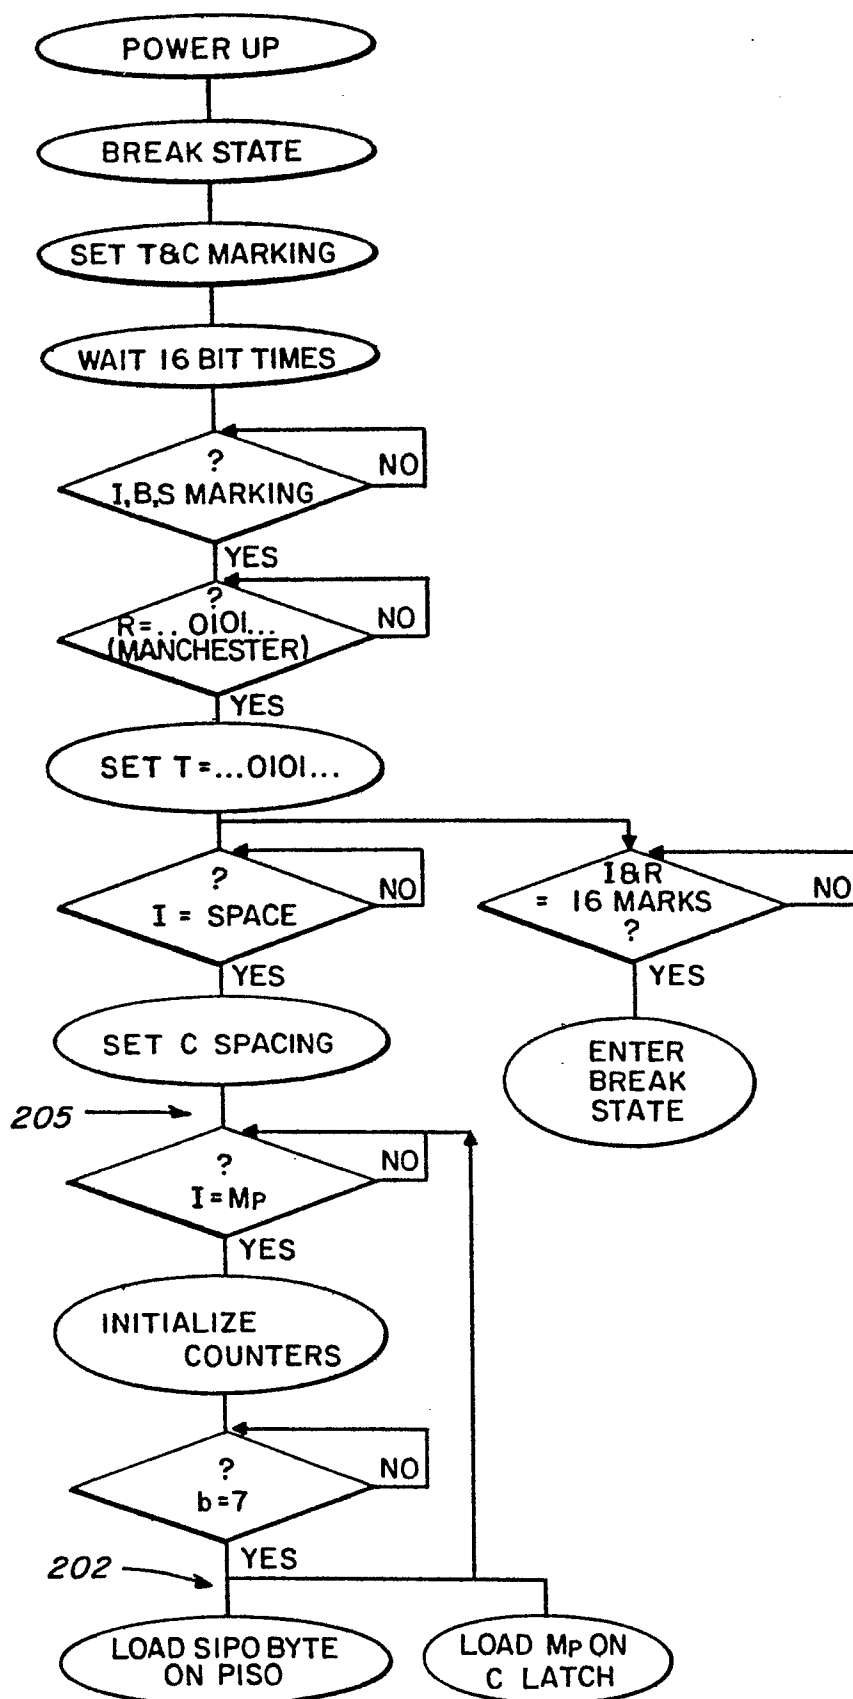 POWER UP
BREAK STATE
SET T&C MARKING
WAIT 16 BIT TIMES
?
I,B,S MARKING
NO
YES
?
R=..0101...
(MANCHESTER)
NO
YES
SET T=...0101...
?
I = SPACE
NO
YES
I&R
= 16 MARKS
?
NO
YES
SET C SPACING
ENTER
BREAK
STATE
205
?
I=MP
NO
YES
INITIALIZE
COUNTERS
?
b=7
NO
YES
202
LOAD SIPO BYTE
ON PISO
LOAD MP ON
C LATCH